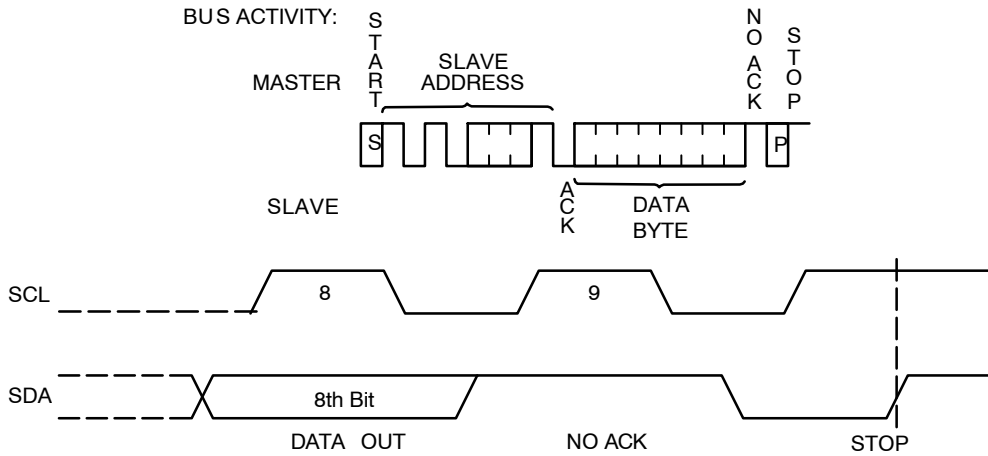 BUS ACTIVITY:
START
NO ACK
STOP
MASTER
SLAVE
ADDRESS
S
P
SLAVE
ACK
DATA
BYTE
SCL
8
9
SDA
8th Bit
DATA OUT
NO ACK
STOP